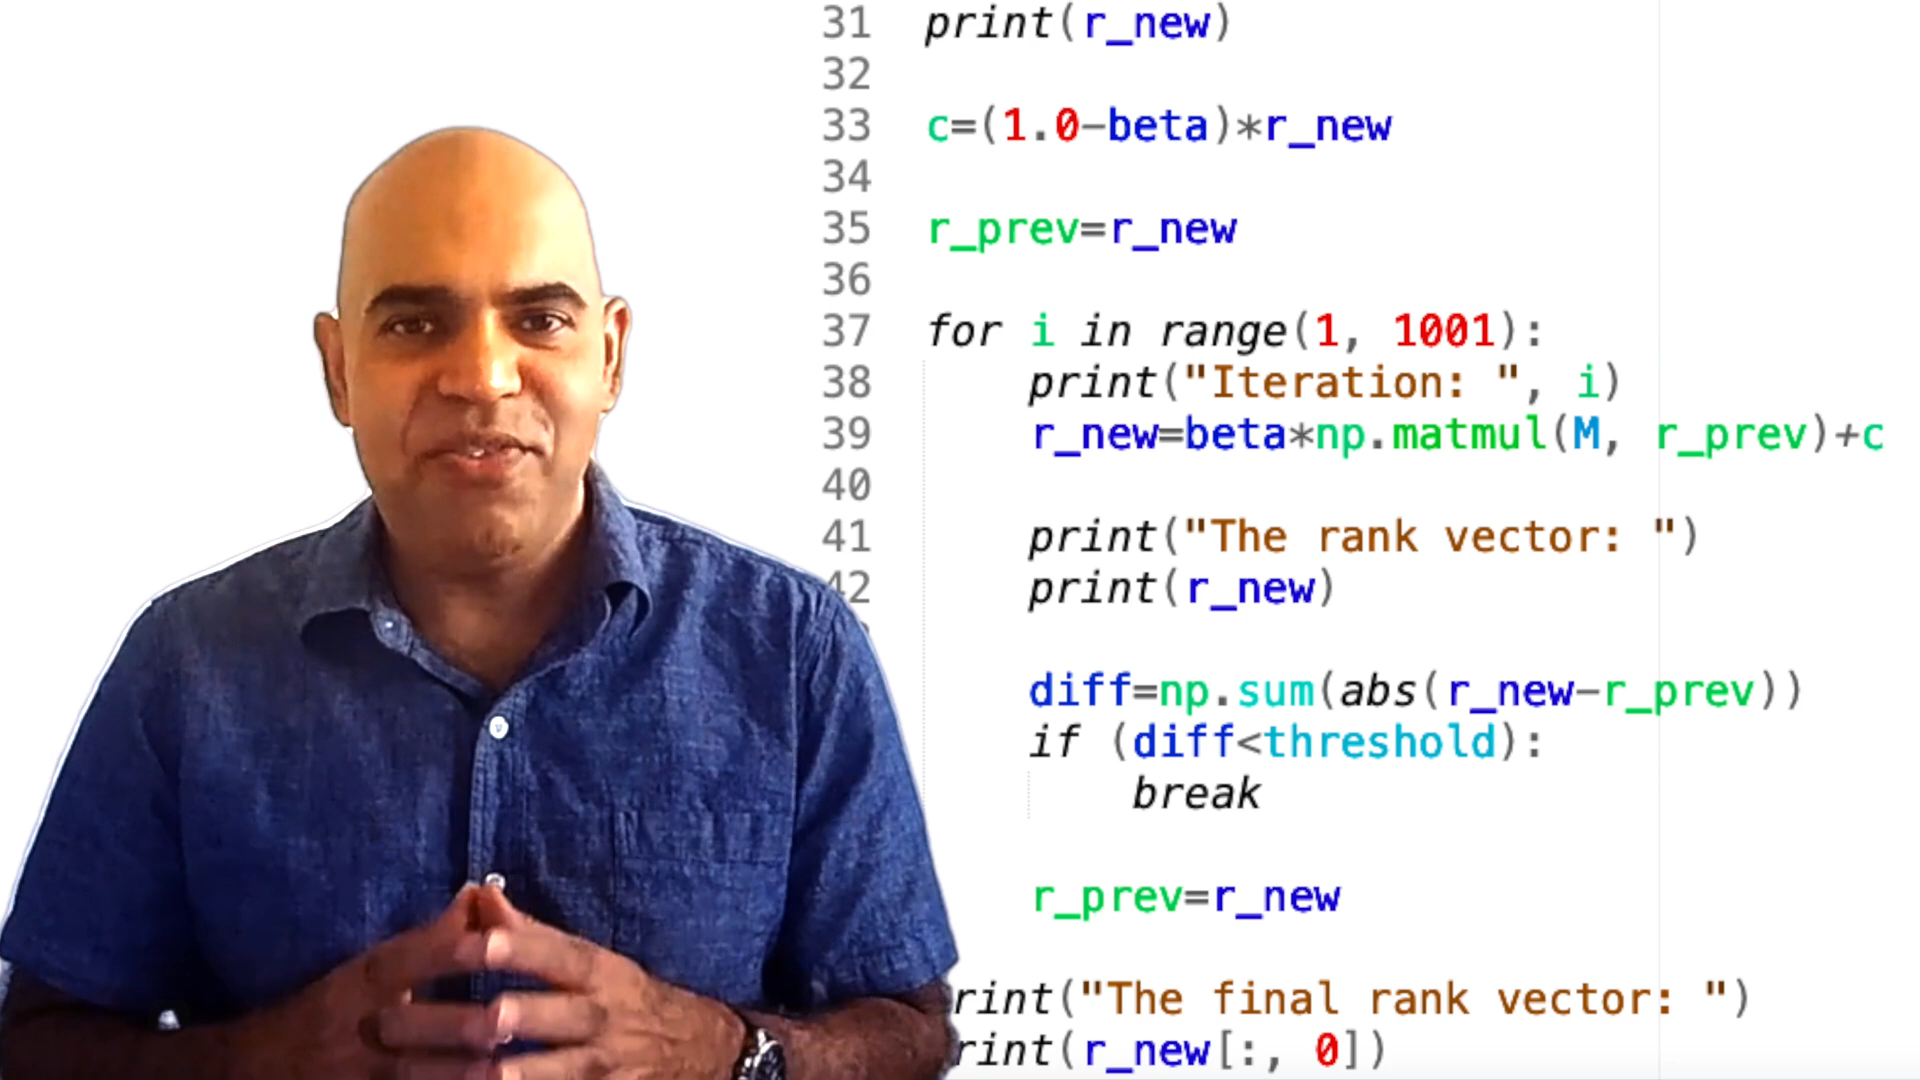 31 print(r_new)
32
33 c=(1.0-beta)*r_new
34
35 r_prev=r_new
36
37 for i in range(1, 1001):
38 print("Iteration: ", i)
39 r_new=beta*np.matmul(M, r_prev)+c
40
41 print("The rank vector: ")
42 print(r_new)
diff=np.sum(abs(r_new-r_prev))
if (diff<threshold):
break
r_prev=r_new
rint("The final rank vector: ")
rint(r_new[:, 0])